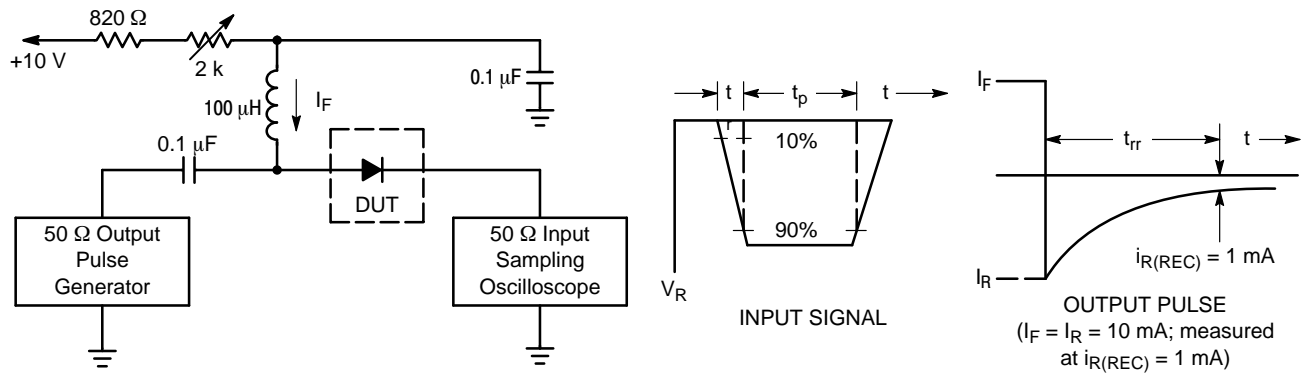 820 Ω
+10 V
2 k
100 µH
I_F
0.1 µF
0.1 µF
DUT
50 Ω Output
Pulse
Generator
50 Ω Input
Sampling
Oscilloscope
t
r
t_p
t
10%
90%
V_R
INPUT SIGNAL
I_F
t_rr
t
i_R(REC) = 1 mA
I_R
OUTPUT PULSE
(I_F = I_R = 10 mA; measured
at i_R(REC) = 1 mA)